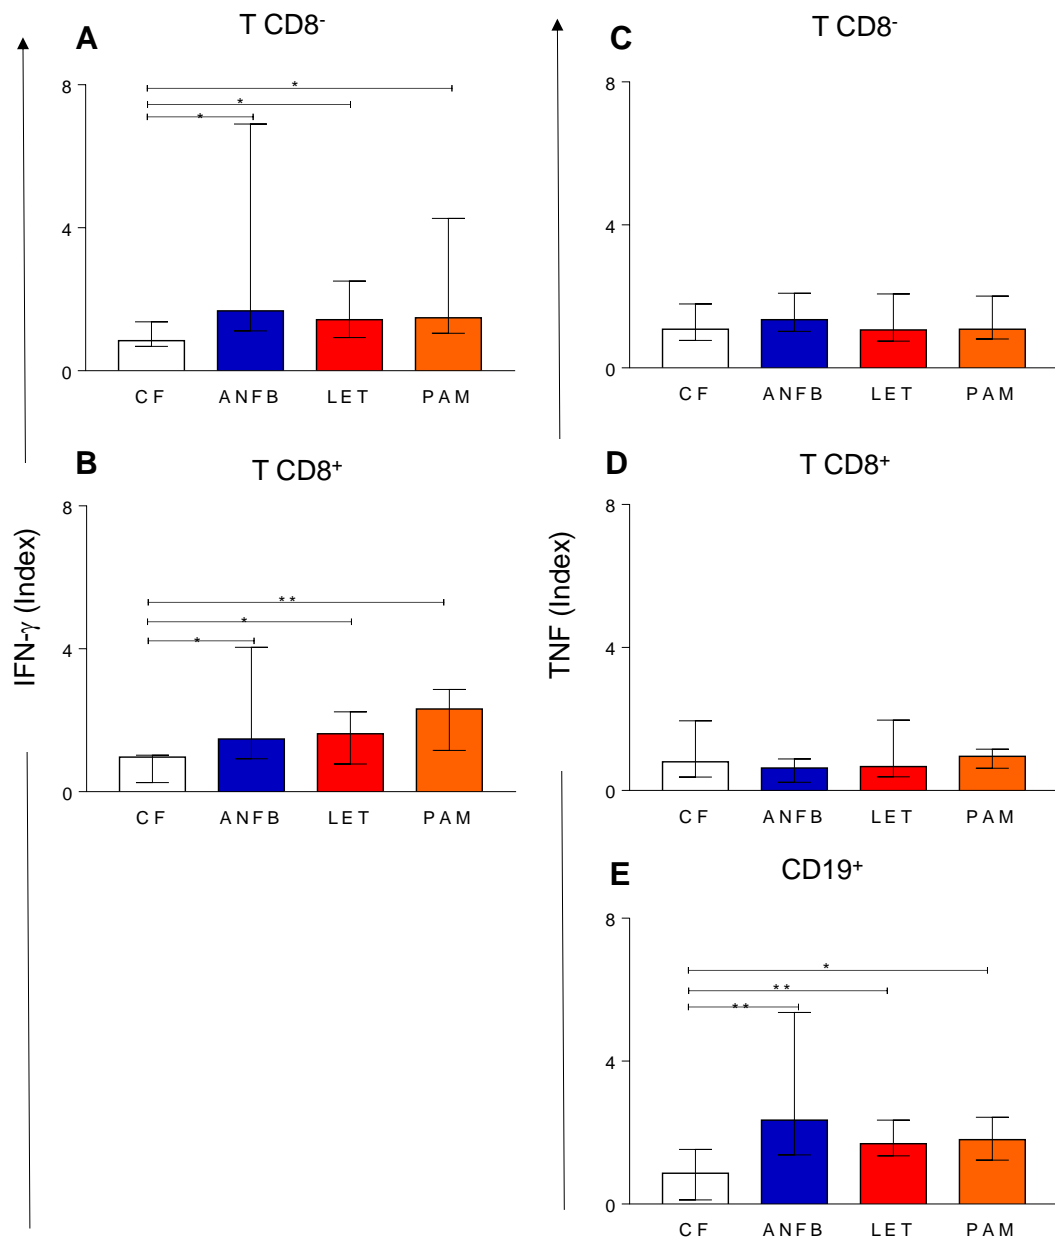 A
T CD8-
8
*
*
*
4
0
CF ANFB LET PAM
B
T CD8+
IFN-γ (Index)
8
**
*
*
4
0
CF ANFB LET PAM
C
T CD8-
8
4
0
CF ANFB LET PAM
D
T CD8+
TNF (Index)
8
4
0
CF ANFB LET PAM
E
CD19+
8
*
**
**
4
0
CF ANFB LET PAM